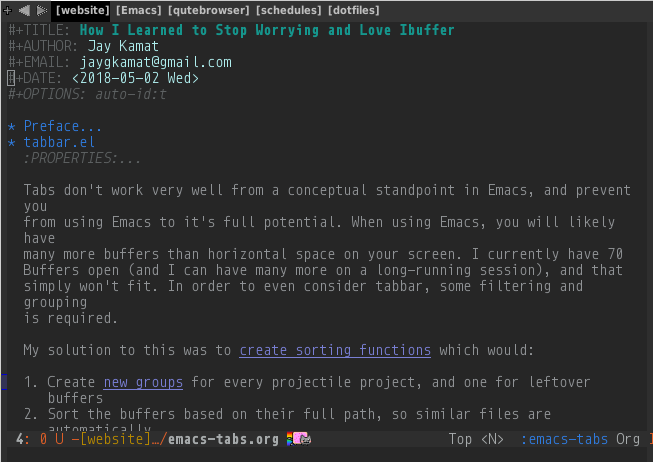 [website] [Emacs] [qutebrowser] [schedules] [dotfiles]
#+TITLE: How I Learned to Stop Worrying and Love Ibuffer
#+AUTHOR: Jay Kamat
#+EMAIL: jaygkamat@gmail.com
#+DATE: <2018-05-02 Wed>
#+OPTIONS: auto-id:t
* Preface...
* tabbar.el
:PROPERTIES:...
Tabs don't work very well from a conceptual standpoint in Emacs, and prevent
you
from using Emacs to it's full potential. When using Emacs, you will likely
have
many more buffers than horizontal space on your screen. I currently have 70
Buffers open (and I can have many more on a long-running session), and that
simply won't fit. In order to even consider tabbar, some filtering and
grouping
is required.
My solution to this was to create sorting functions which would:
1. Create new groups for every projectile project, and one for leftover
buffers
2. Sort the buffers based on their full path, so similar files are
automatically
4: 0 U -[website]…/emacs-tabs.org Top <N> :emacs-tabs Org